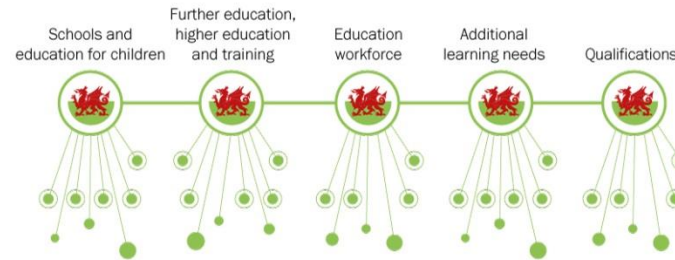 Schools and
education for children
Further education,
higher education
and training
Education
workforce
Additional
learning needs
Qualifications